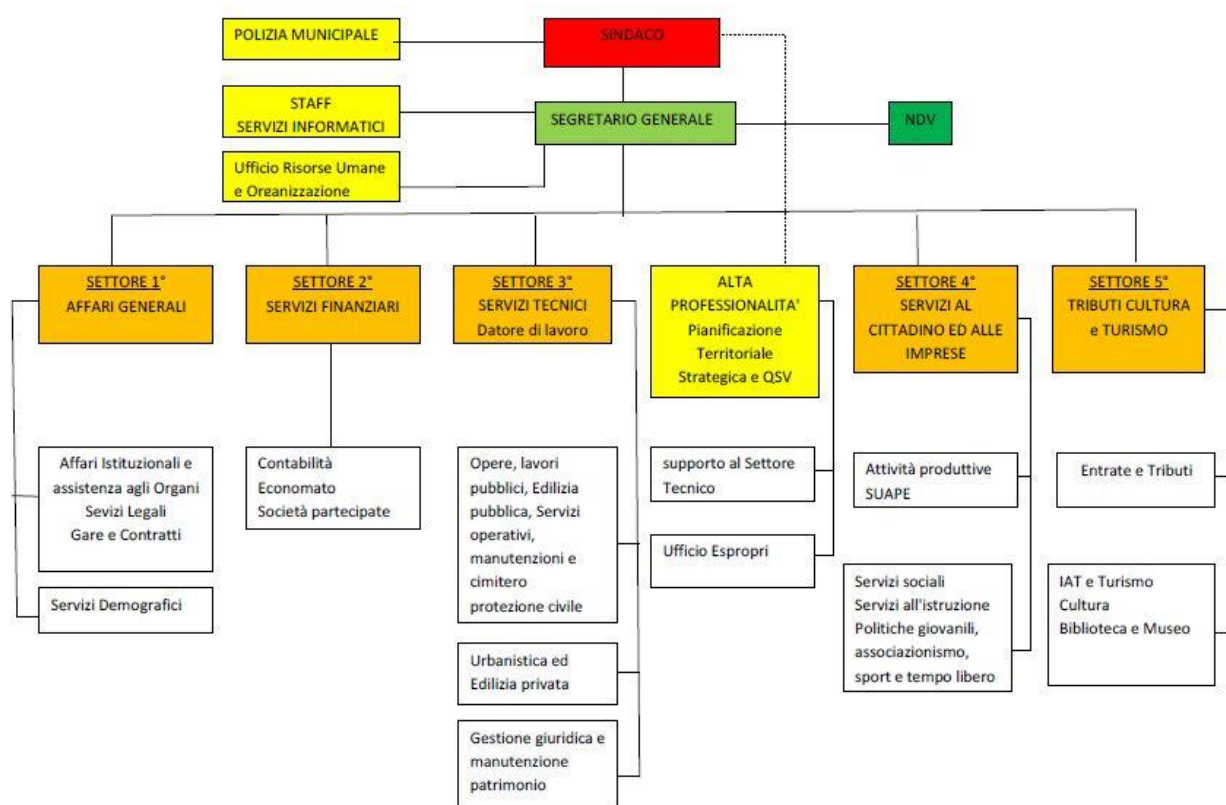 POLIZIA MUNICIPALE
SINDACO
STAFF
SERVIZI INFORMATICI
SEGRETARIO GENERALE
NDV
Ufficio Risorse Umane
e Organizzazione
SETTORE 1°
AFFARI GENERALI
SETTORE 2°
SERVIZI FINANZIARI
SETTORE 3°
SERVIZI TECNICI
Datore di lavoro
ALTA
PROFESSIONALITA'
Pianificazione
Territoriale
Strategica e QSV
SETTORE 4°
SERVIZI AL
CITTADINO ED ALLE
IMPRESE
SETTORE 5°
TRIBUTI CULTURA
e TURISMO
Affari Istituzionali e
assistenza agli Organi
Sevizi Legali
Gare e Contratti
Servizi Demografici
Contabilità
Economato
Società partecipate
Opere, lavori
pubblici, Edilizia
pubblica, Servizi
operativi,
manutenzioni e
cimitero
protezione civile
Urbanistica ed
Edilizia privata
Gestione giuridica e
manutenzione
patrimonio
supporto al Settore
Tecnico
Ufficio Espropri
Attività produttive
SUAPE
Servizi sociali
Servizi all'istruzione
Politiche giovanili,
associazionismo,
sport e tempo libero
Entrate e Tributi
IAT e Turismo
Cultura
Biblioteca e Museo